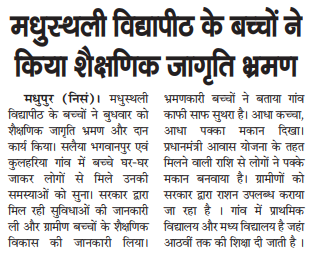 मधुस्थली विद्यापीठ के बच्चों ने
किया शैक्षणिक जागृति भ्रमण
मधुपुर (निसं)। मधुस्थली
विद्यापीठ के बच्चों ने बुधवार को
शैक्षणिक जागृति भ्रमण और दान
कार्य किया। सलैया भगवानपुर एवं
कुलहरिया गांव में बच्चे घर-घर
जाकर लोगों से मिले उनकी
समस्याओं को सुना। सरकार द्वारा
मिल रही सुविधाओं की जानकारी
ली और ग्रामीण बच्चों के शैक्षणिक
विकास की जानकारी लिया।
भ्रमणकारी बच्चों ने बताया गांव
काफी साफ सुथरा है। आधा कच्चा,
आधा पक्का मकान दिखा।
प्रधानमंत्री आवास योजना के तहत
मिलने वाली राशि से लोगों ने पक्के
मकान बनवाया है। ग्रामीणों को
सरकार द्वारा राशन उपलब्ध कराया
जा रहा है । गांव में प्राथमिक
विद्यालय और मध्य विद्यालय है जहां
आठवीं तक की शिक्षा दी जाती है ।